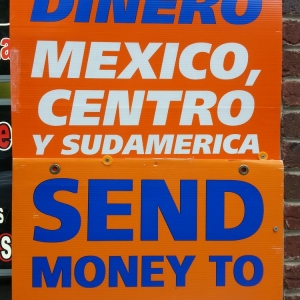 DINERO
MEXICO,
CENTRO
Y SUDAMERICA
SEND
MONEY TO